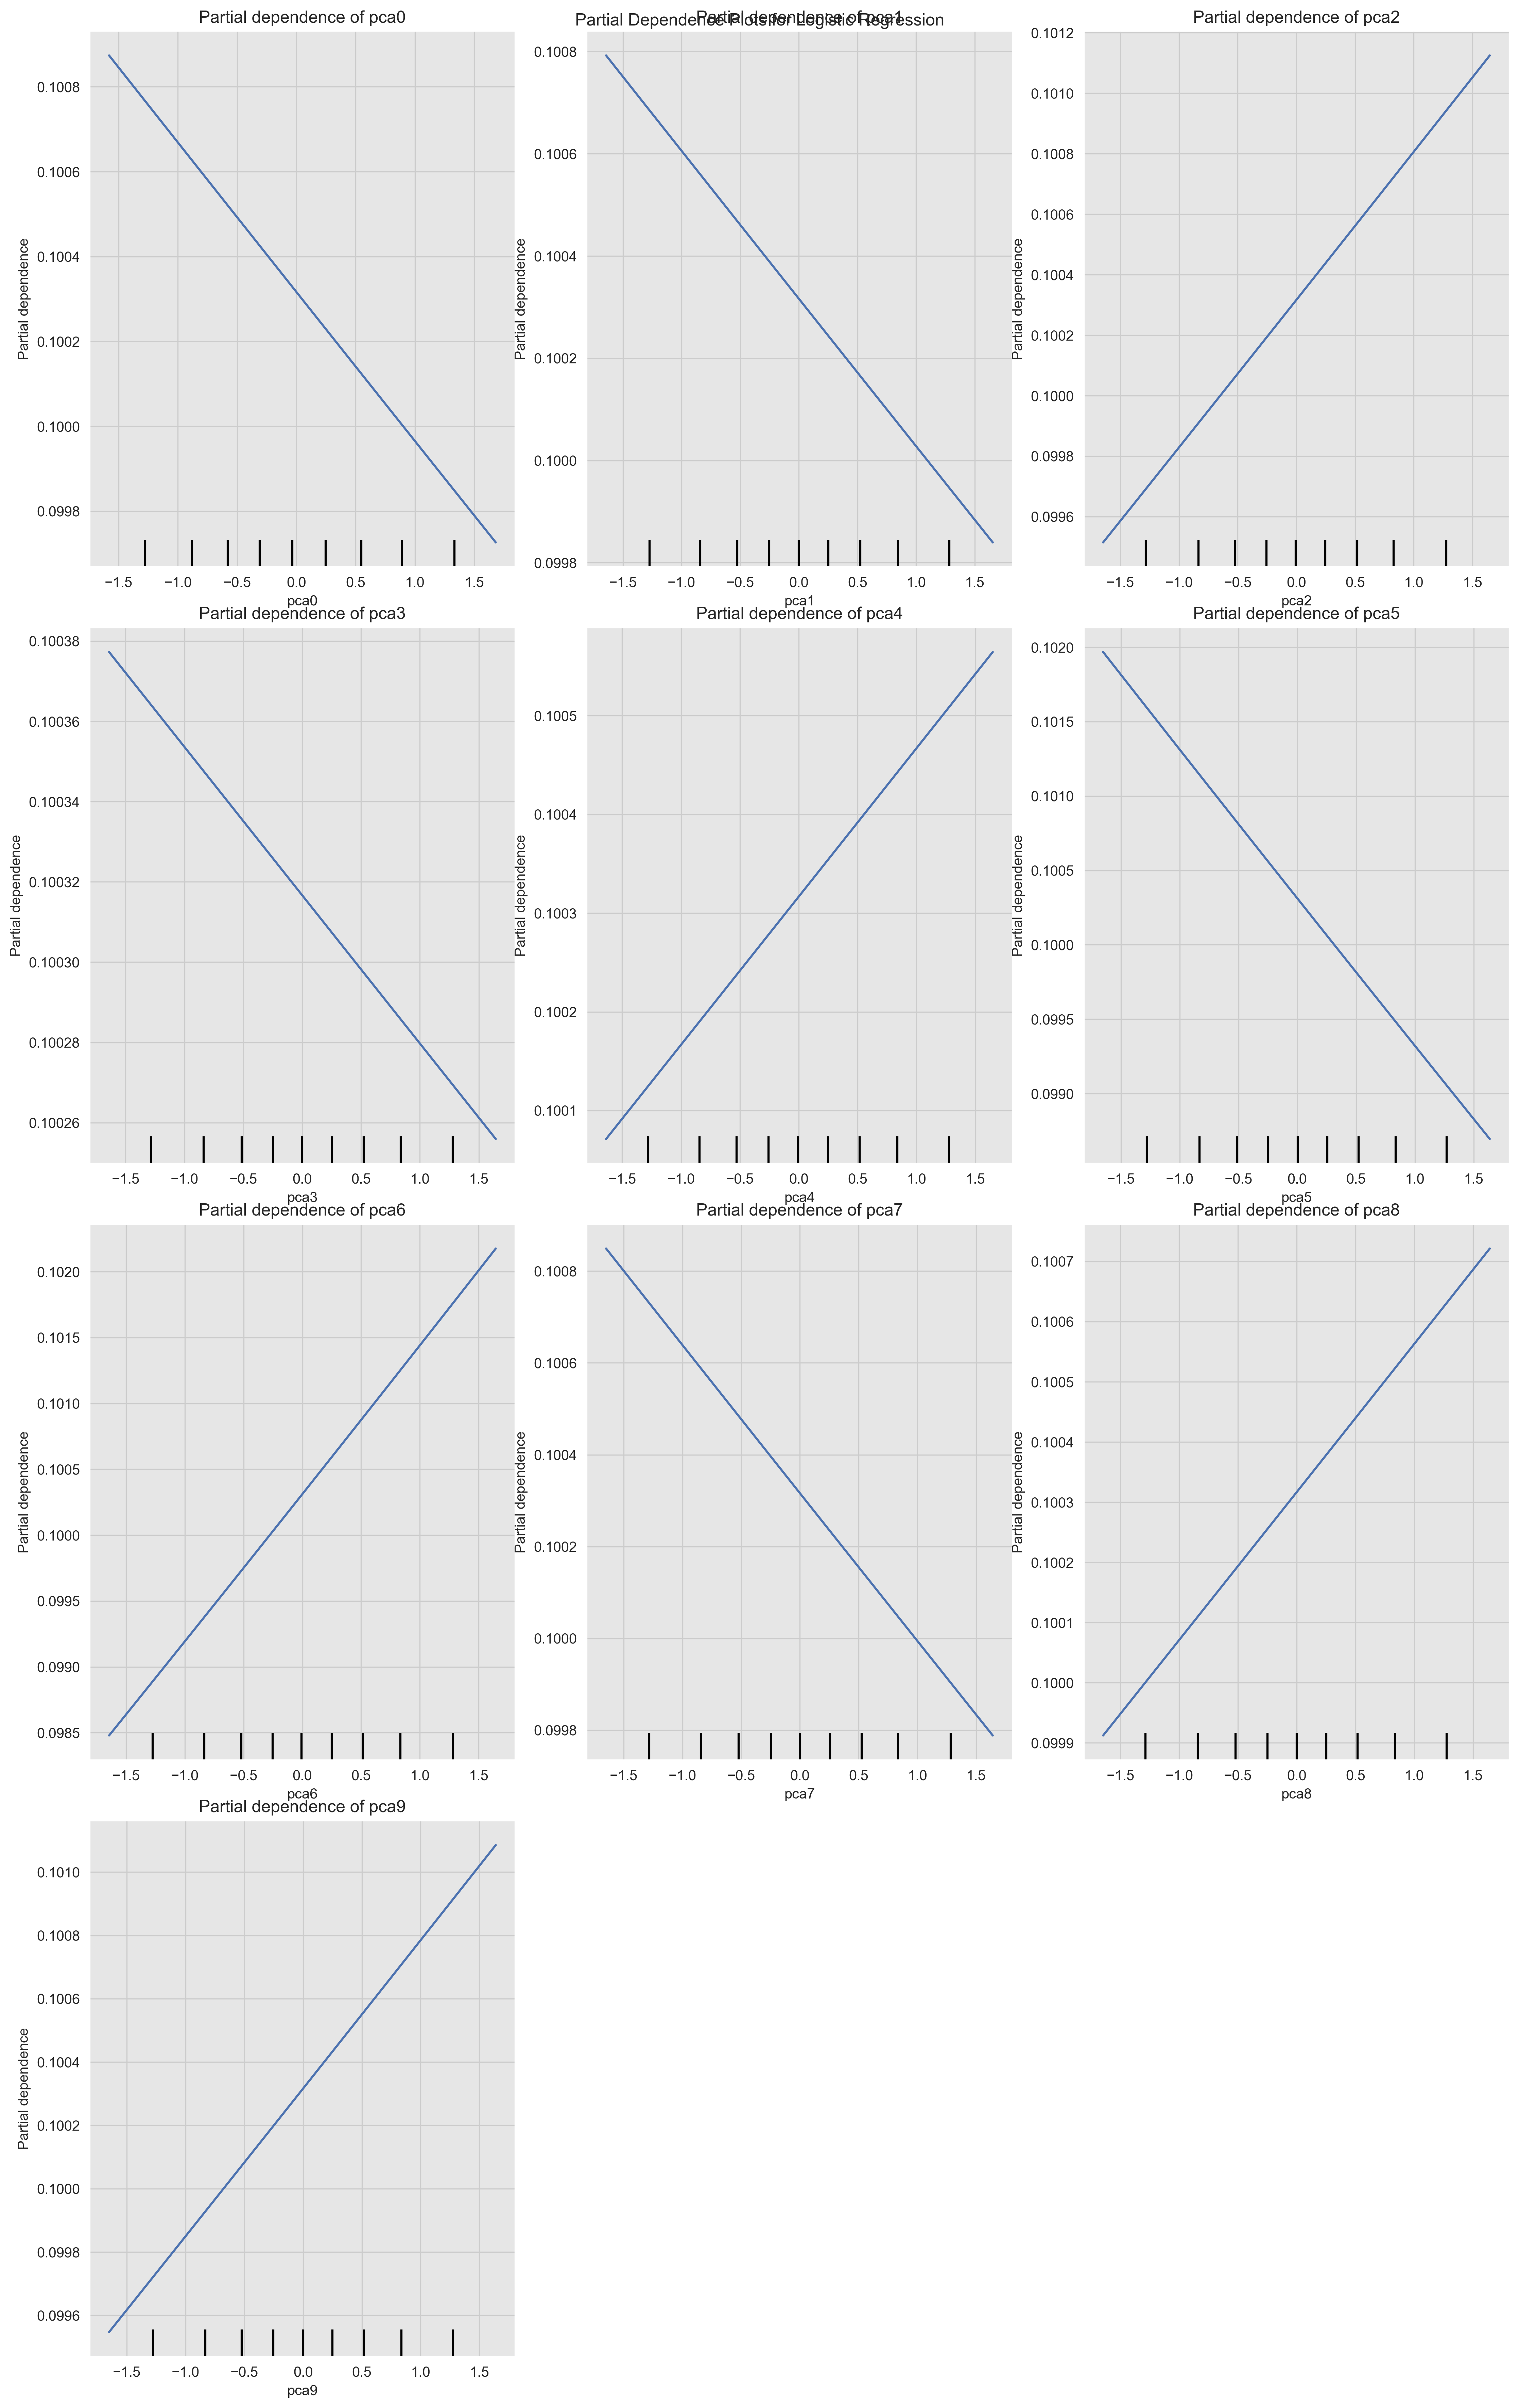 Partial dependence of pca0
Partial Dependence Plots for Logistic Regression
Partial dependence of pca1
Partial dependence of pca2
Partial dependence
0.1008
0.1006
0.1004
0.1002
0.1000
0.0998
−1.5 −1.0 −0.5 0.0 0.5 1.0 1.5
pca0
Partial dependence
0.1008
0.1006
0.1004
0.1002
0.1000
0.0998
−1.5 −1.0 −0.5 0.0 0.5 1.0 1.5
pca1
Partial dependence
0.1012
0.1010
0.1008
0.1006
0.1004
0.1002
0.1000
0.0998
0.0996
−1.5 −1.0 −0.5 0.0 0.5 1.0 1.5
pca2
Partial dependence of pca3
Partial dependence
0.10038
0.10036
0.10034
0.10032
0.10030
0.10028
0.10026
−1.5 −1.0 −0.5 0.0 0.5 1.0 1.5
pca3
Partial dependence of pca4
Partial dependence
0.1005
0.1004
0.1003
0.1002
0.1001
−1.5 −1.0 −0.5 0.0 0.5 1.0 1.5
pca4
Partial dependence of pca5
Partial dependence
0.1020
0.1015
0.1010
0.1005
0.1000
0.0995
0.0990
−1.5 −1.0 −0.5 0.0 0.5 1.0 1.5
pca5
Partial dependence of pca6
Partial dependence
0.1020
0.1015
0.1010
0.1005
0.1000
0.0995
0.0990
0.0985
−1.5 −1.0 −0.5 0.0 0.5 1.0 1.5
pca6
Partial dependence of pca7
Partial dependence
0.1008
0.1006
0.1004
0.1002
0.1000
0.0998
−1.5 −1.0 −0.5 0.0 0.5 1.0 1.5
pca7
Partial dependence of pca8
Partial dependence
0.1007
0.1006
0.1005
0.1004
0.1003
0.1002
0.1001
0.1000
0.0999
−1.5 −1.0 −0.5 0.0 0.5 1.0 1.5
pca8
Partial dependence of pca9
Partial dependence
0.1010
0.1008
0.1006
0.1004
0.1002
0.1000
0.0998
0.0996
−1.5 −1.0 −0.5 0.0 0.5 1.0 1.5
pca9